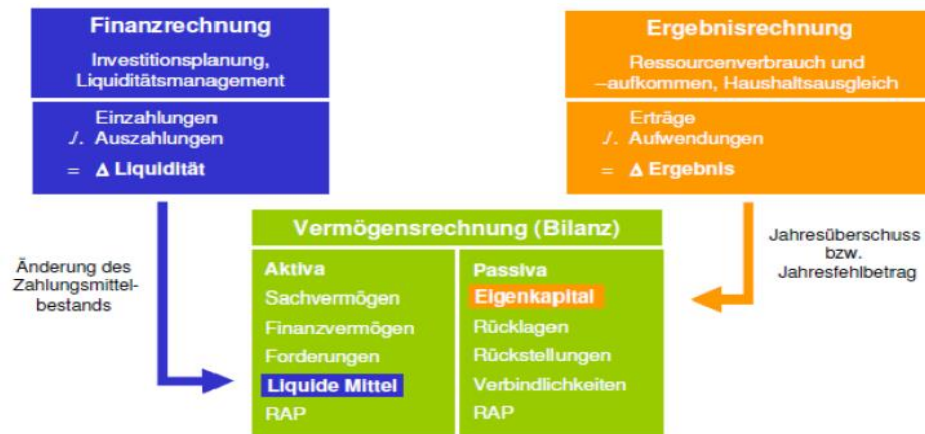 Finanzrechnung
Investitionsplanung,
Liquiditätsmanagement
Einzahlungen
./. Auszahlungen
= Δ Liquidität
Ergebnisrechnung
Ressourcenverbrauch und
–aufkommen, Haushaltsausgleich
Erträge
./. Aufwendungen
= Δ Ergebnis
Änderung des
Zahlungsmittel-
bestands
Vermögensrechnung (Bilanz)
Aktiva
Sachvermögen
Finanzvermögen
Forderungen
Liquide Mittel
RAP
Passiva
Eigenkapital
Rücklagen
Rückstellungen
Verbindlichkeiten
RAP
Jahresüberschuss
bzw.
Jahresfehlbetrag